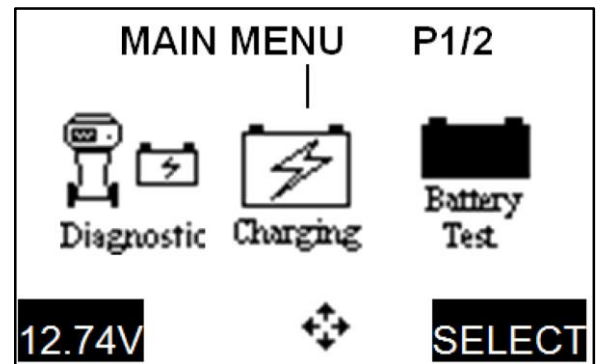 MAIN MENU P1/2
Diagnostic Charging Battery
Test
12.74V SELECT